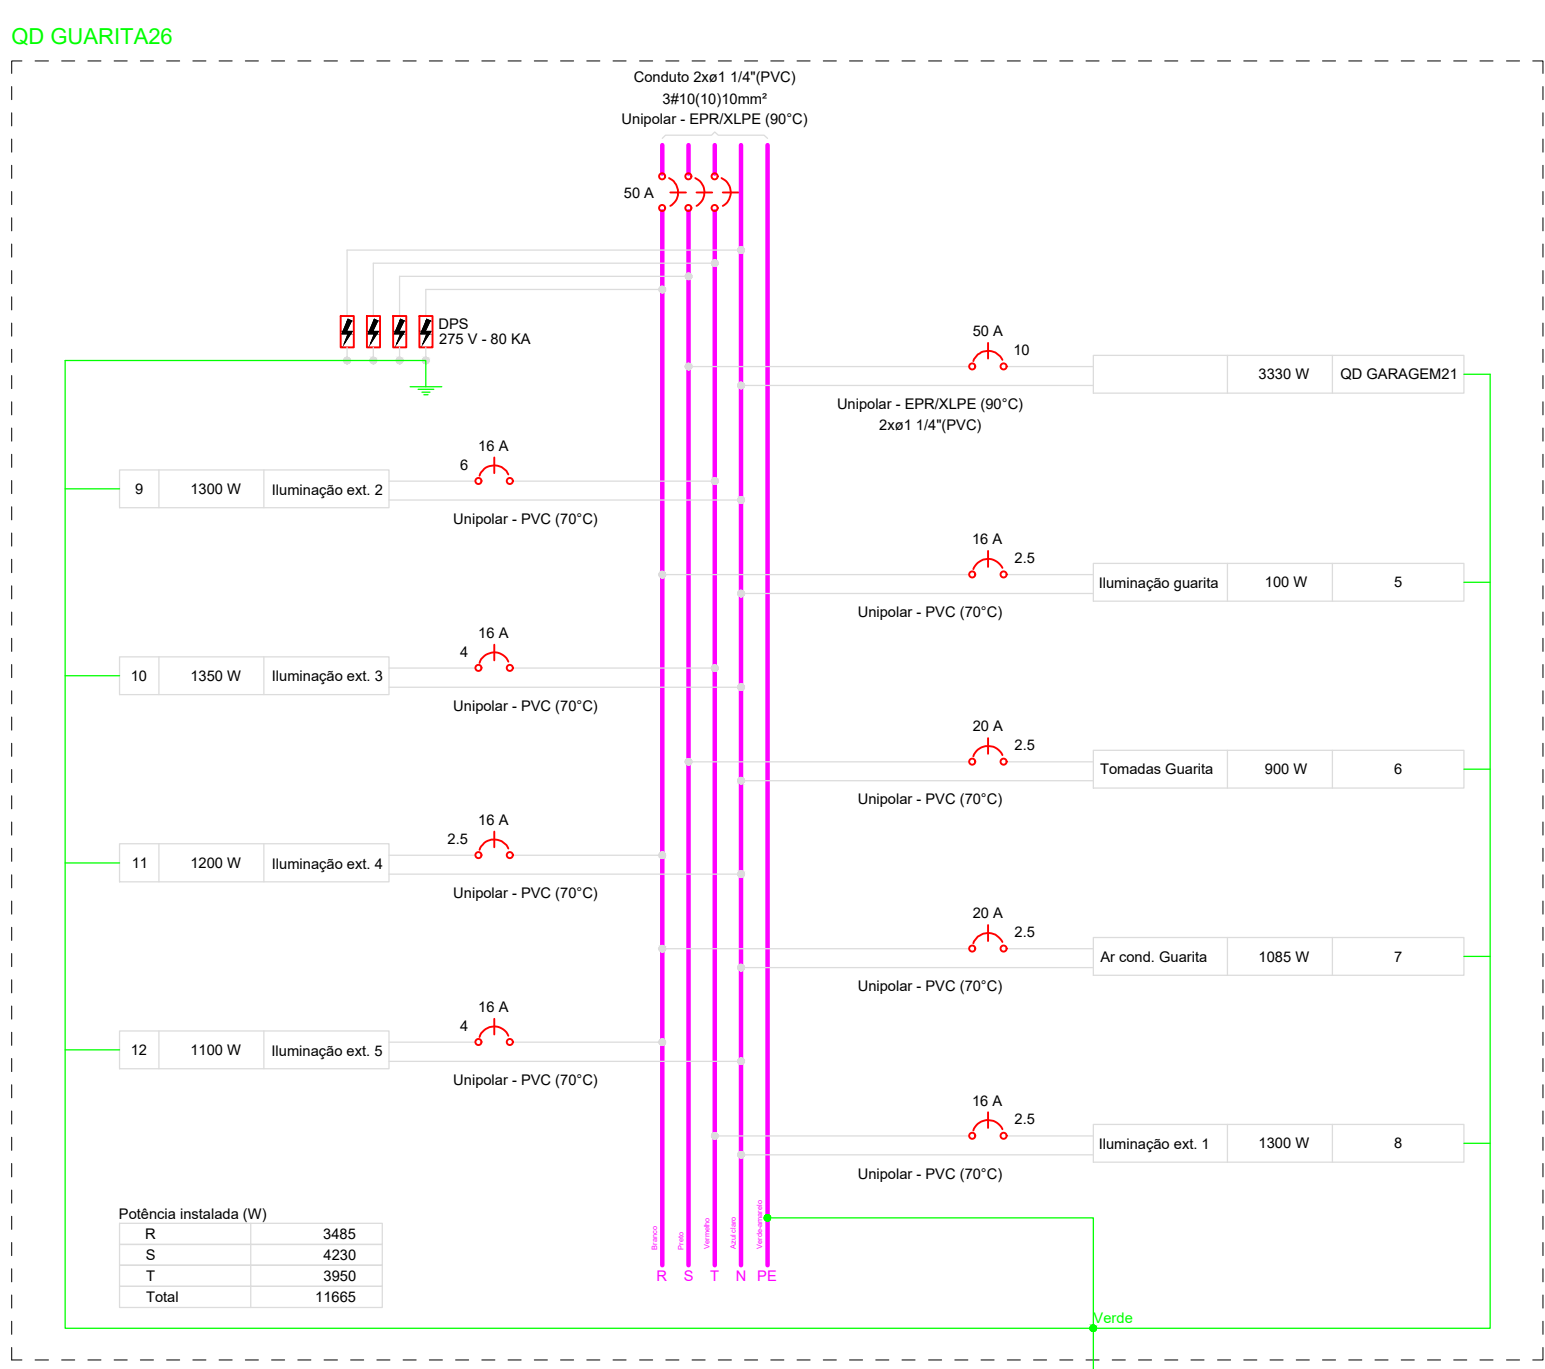 QD GUARITA26
Conduto 2xø1 1/4"(PVC)
3#10(10)10mm²
Unipolar - EPR/XLPE (90°C)
50 A
DPS
275 V - 80 KA
50 A
10
3330 W QD GARAGEM21
Unipolar - EPR/XLPE (90°C)
2xø1 1/4"(PVC)
16 A
6
9 1300 W Iluminação ext. 2
Unipolar - PVC (70°C)
16 A
2.5
Iluminação guarita 100 W 5
Unipolar - PVC (70°C)
16 A
4
10 1350 W Iluminação ext. 3
Unipolar - PVC (70°C)
20 A
2.5
Tomadas Guarita 900 W 6
Unipolar - PVC (70°C)
16 A
2.5
11 1200 W Iluminação ext. 4
Unipolar - PVC (70°C)
20 A
2.5
Ar cond. Guarita 1085 W 7
Unipolar - PVC (70°C)
16 A
4
12 1100 W Iluminação ext. 5
Unipolar - PVC (70°C)
16 A
2.5
Iluminação ext. 1 1300 W 8
Unipolar - PVC (70°C)
Potência instalada (W)
R 3485
S 4230
T 3950
Total 11665
Branco
Preto
Vermelho
Azul claro
Verde-amarelo
R S T N PE
Verde